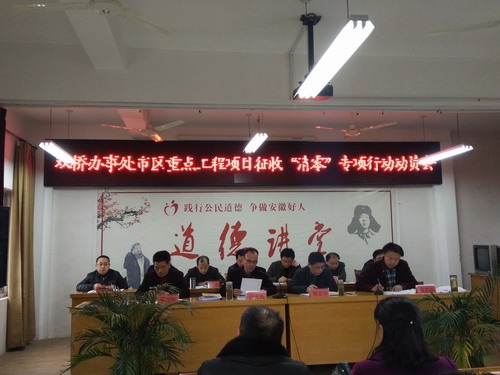 双桥办事处市区重点工程项目征收“清零”专项行动动员会
践行公民道德 争做安徽好人
道德讲堂